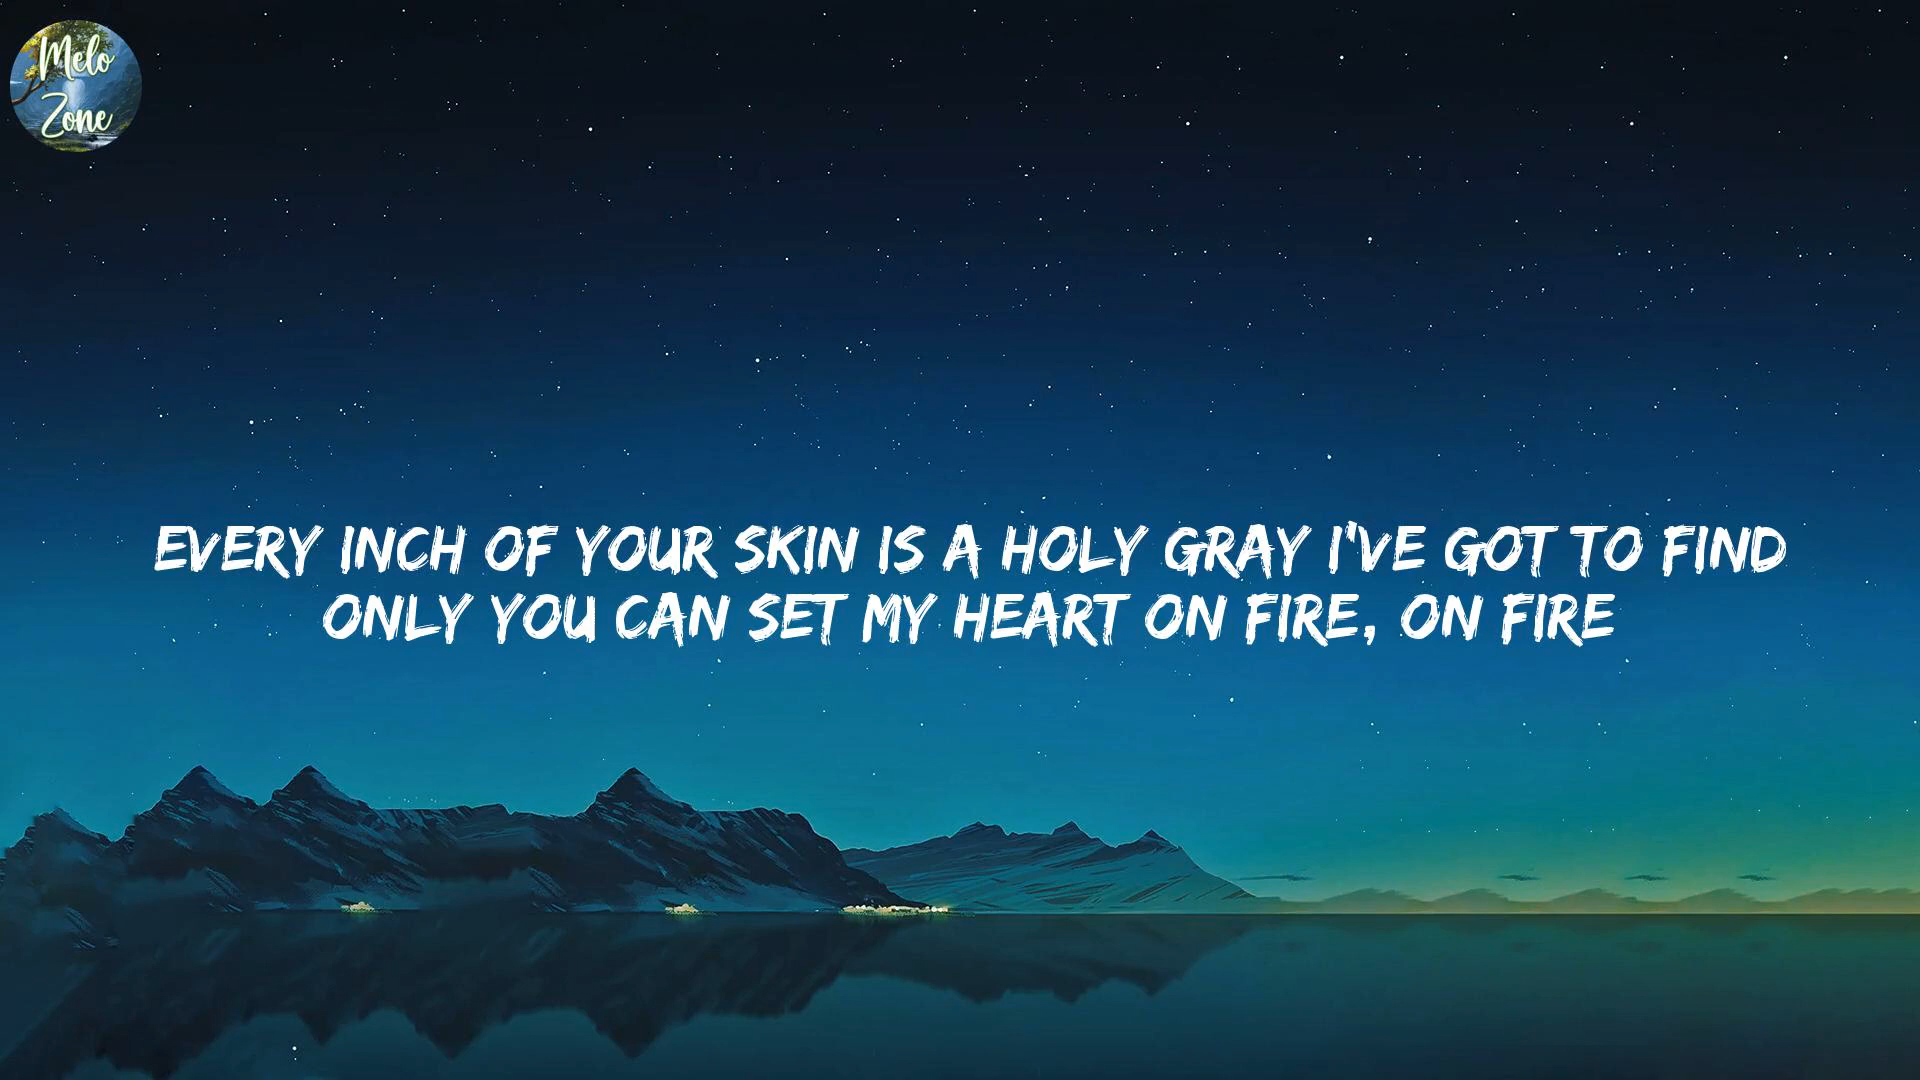 Melo
Zone
EVERY INCH OF YOUR SKIN IS A HOLY GRAY I'VE GOT TO FIND
ONLY YOU CAN SET MY HEART ON FIRE, ON FIRE